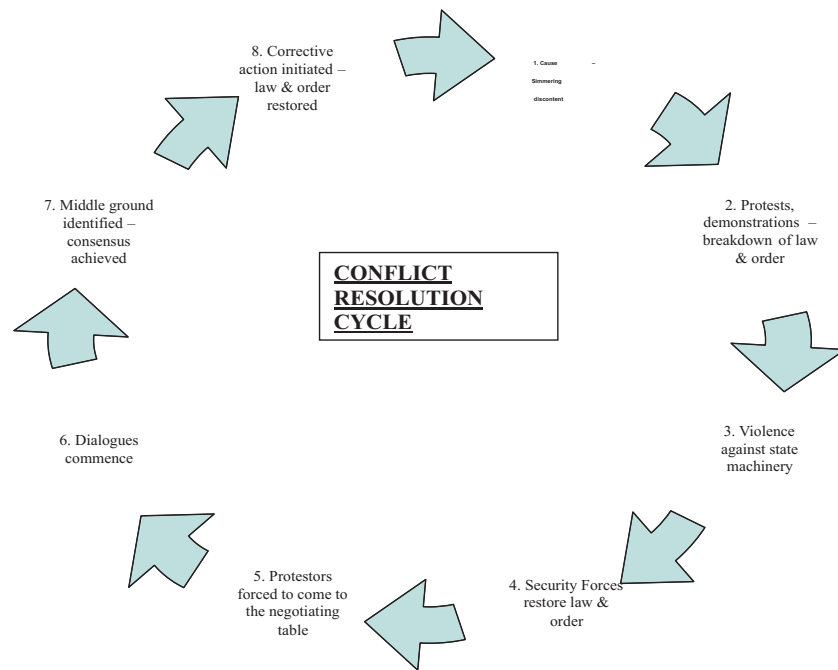 8. Corrective
action initiated –
law & order
restored
1. Cause –
Simmering
discontent
7. Middle ground
identified –
consensus
achieved
2. Protests,
demonstrations –
breakdown of law
& order
CONFLICT
RESOLUTION
CYCLE
6. Dialogues
commence
3. Violence
against state
machinery
5. Protestors
forced to come to
the negotiating
table
4. Security Forces
restore law &
order